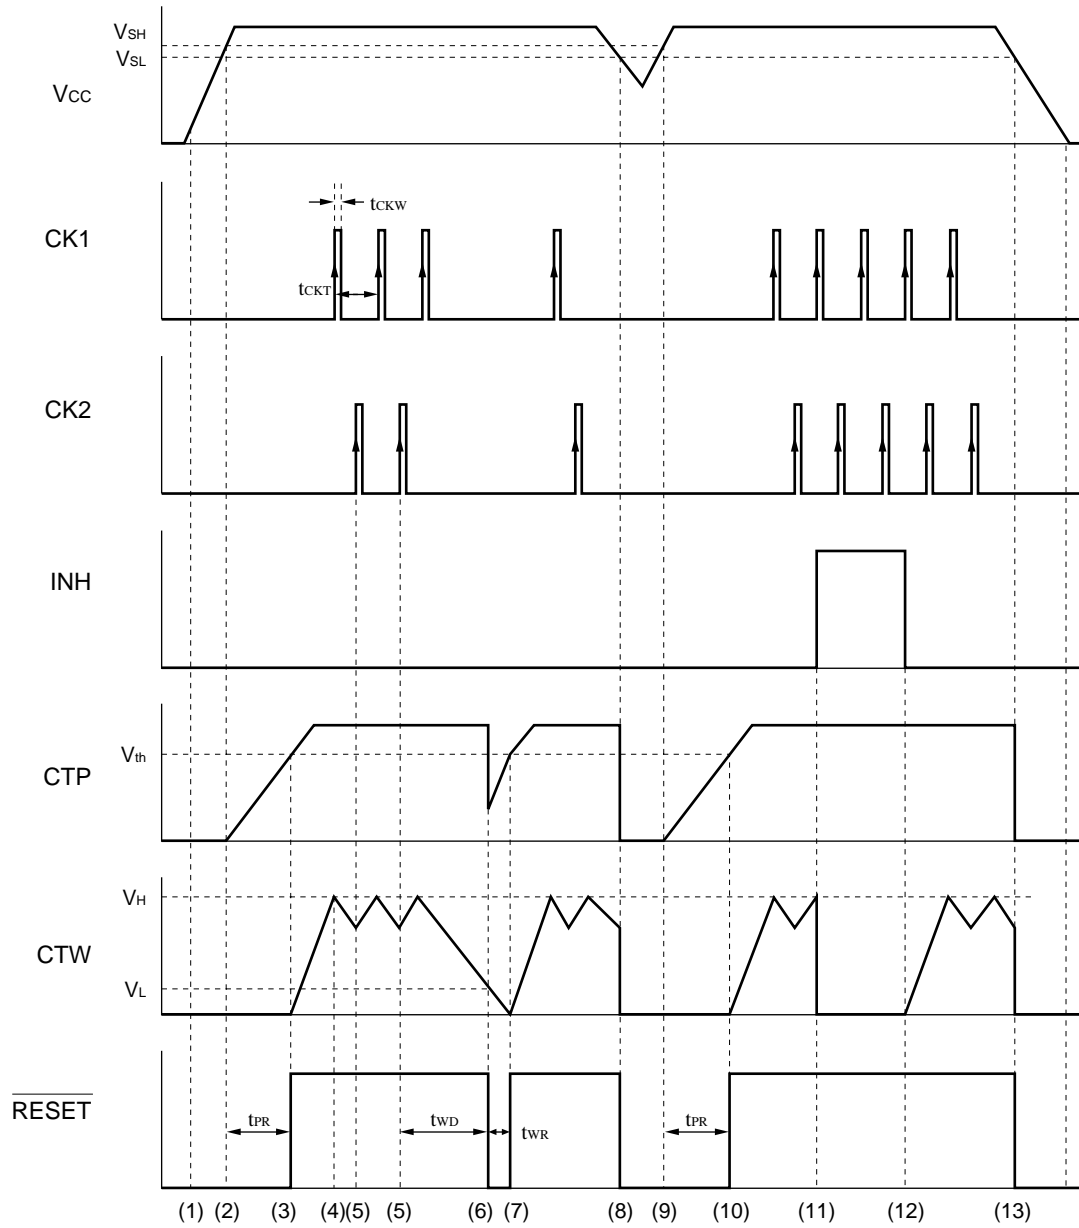 VSH
VSL
VCC
tCKW
CK1
tCKT
CK2
INH
Vth
CTP
VH
CTW
VL
RESET
tPR
tWD
tWR
tPR
(1) (2) (3) (4)(5) (5) (6) (7) (8) (9) (10) (11) (12) (13)